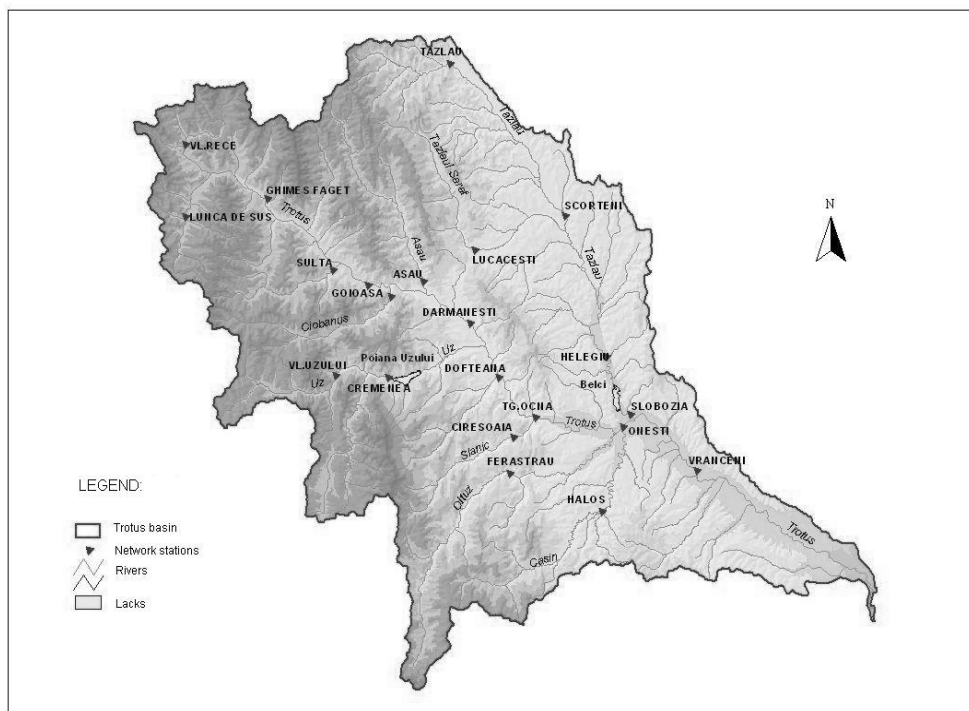 TAZLAU
Tazlau
VL.RECE
Tazlaul Sarat
GHIMES FAGET
LUNCA DE SUS
Trotus
SCORTENI
N
Asau
Tazlau
LUCACESTI
SULTA
ASAU
GOIOASA
DARMANESTI
Ciobanus
Uz
Poiana Uzului
HELEGIU
VL.UZULUI
DOFTEANA
Uz
CREMENEA
Belci
SLOBOZIA
TG.OCNA
Trotus
ONESTI
CIRESOAIA
Slanic
FERASTRAU
VRANCENI
Oituz
HALOS
Trotus
Casin
LEGEND:
Trotus basin
Network stations
Rivers
Lacks